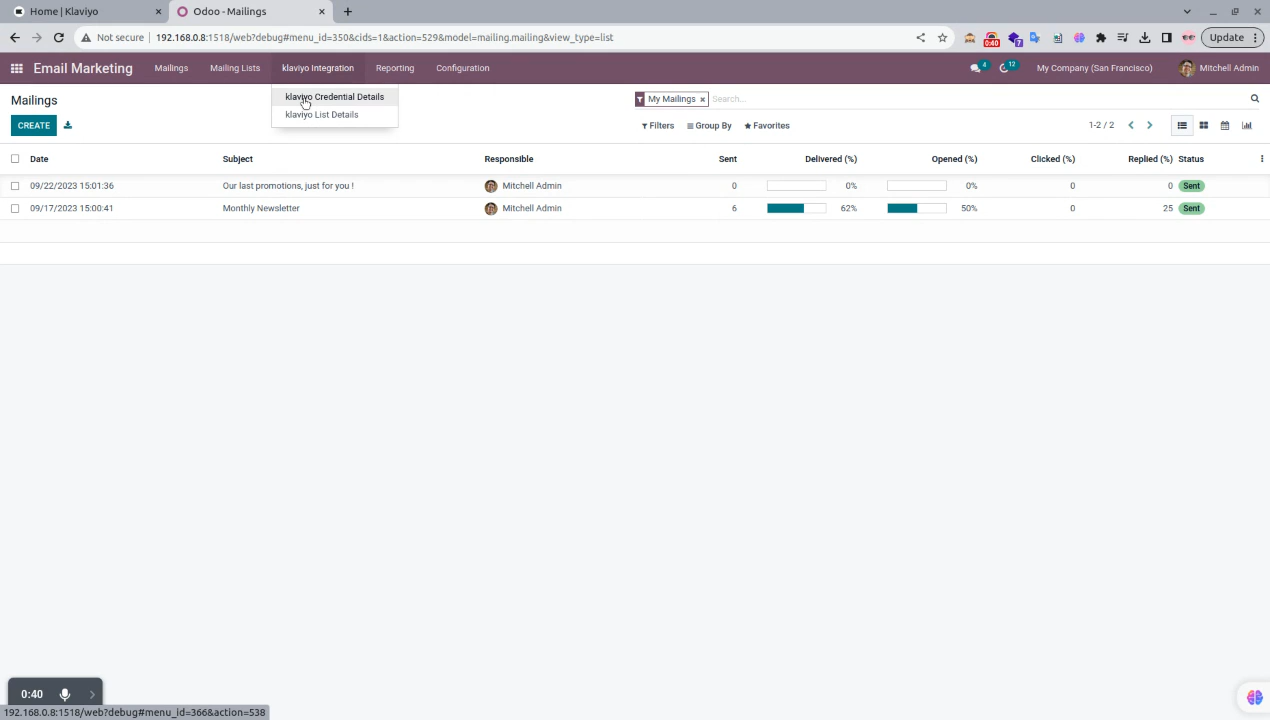 Home | Klaviyo
Odoo - Mailings
Not secure 192.168.0.8:1518/web?debug#menu_id=350&cids=1&action=529&model=mailing.mailing&view_type=list
0:40 7 Update
Email Marketing Mailings Mailing Lists klaviyo Integration Reporting Configuration 4 12 My Company (San Francisco) Mitchell Admin
klaviyo Credential Details
klaviyo List Details
Mailings My Mailings Search...
CREATE Filters Group By Favorites 1-2 / 2
Date Subject Responsible Sent Delivered (%) Opened (%) Clicked (%) Replied (%) Status
09/22/2023 15:01:36 Our last promotions, just for you ! Mitchell Admin 0 0% 0% 0 0 Sent
09/17/2023 15:00:41 Monthly Newsletter Mitchell Admin 6 62% 50% 0 25 Sent
0:40
192.168.0.8:1518/web?debug#menu_id=366&action=538